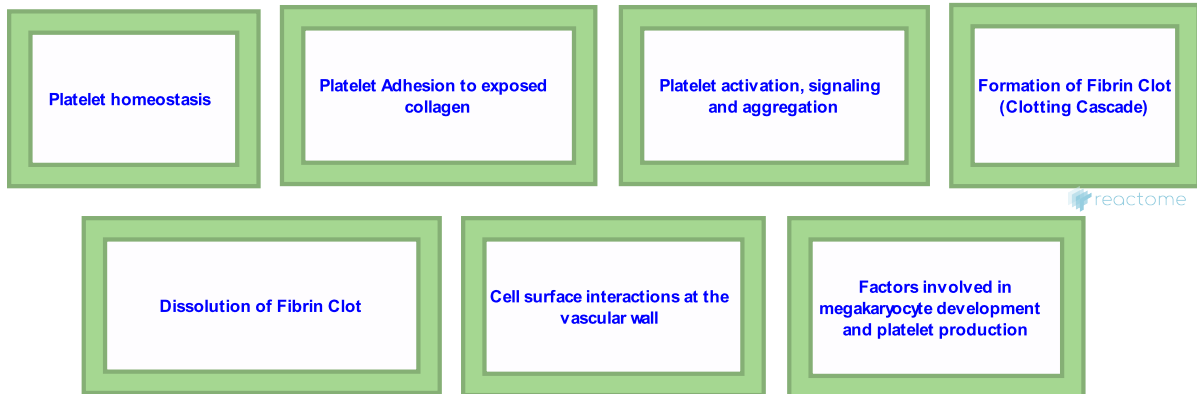 Platelet homeostasis
Platelet Adhesion to exposed
collagen
Platelet activation, signaling
and aggregation
Formation of Fibrin Clot
(Clotting Cascade)
reactome
Dissolution of Fibrin Clot
Cell surface interactions at the
vascular wall
Factors involved in
megakaryocyte development
and platelet production